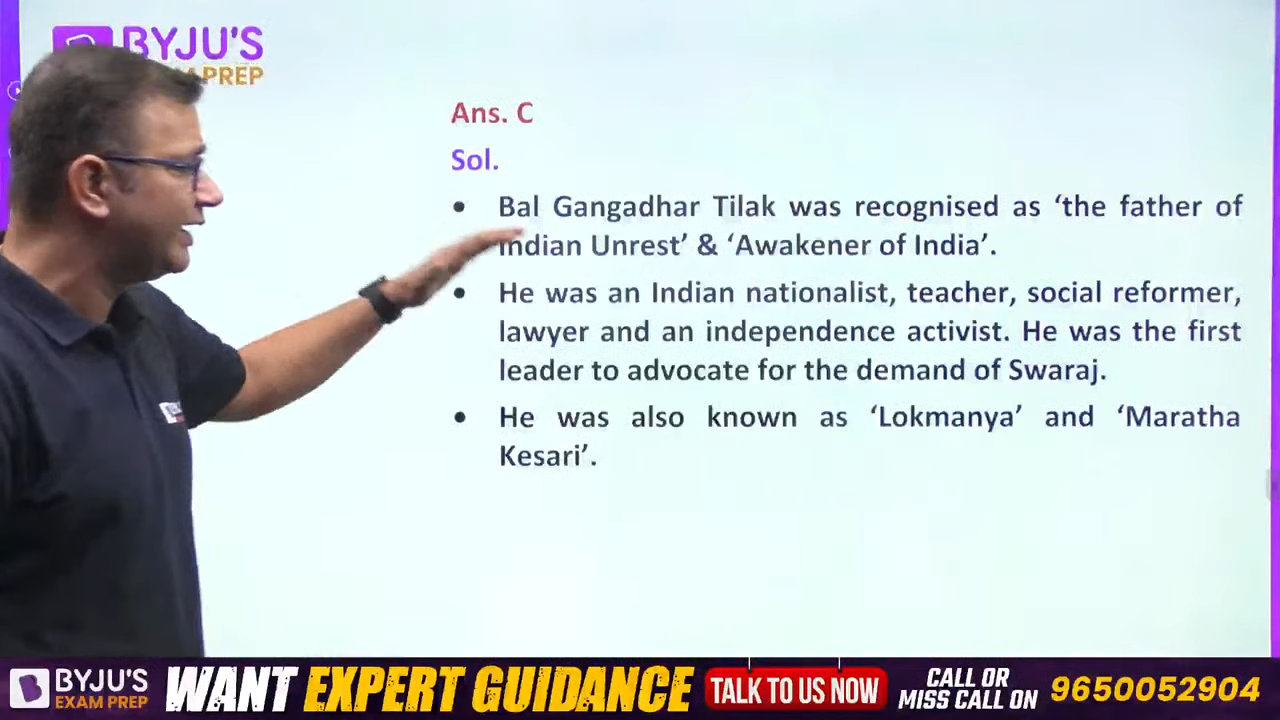 BYJU'S
EXAM PREP
Ans. C
Sol.
• Bal Gangadhar Tilak was recognised as ‘the father of
Indian Unrest’ & ‘Awakener of India’.
• He was an Indian nationalist, teacher, social reformer,
lawyer and an independence activist. He was the first
leader to advocate for the demand of Swaraj.
• He was also known as ‘Lokmanya’ and ‘Maratha
Kesari’.
BYJU'S
EXAM PREP
WANT EXPERT GUIDANCE
TALK TO US NOW
CALL OR
MISS CALL ON
9650052904